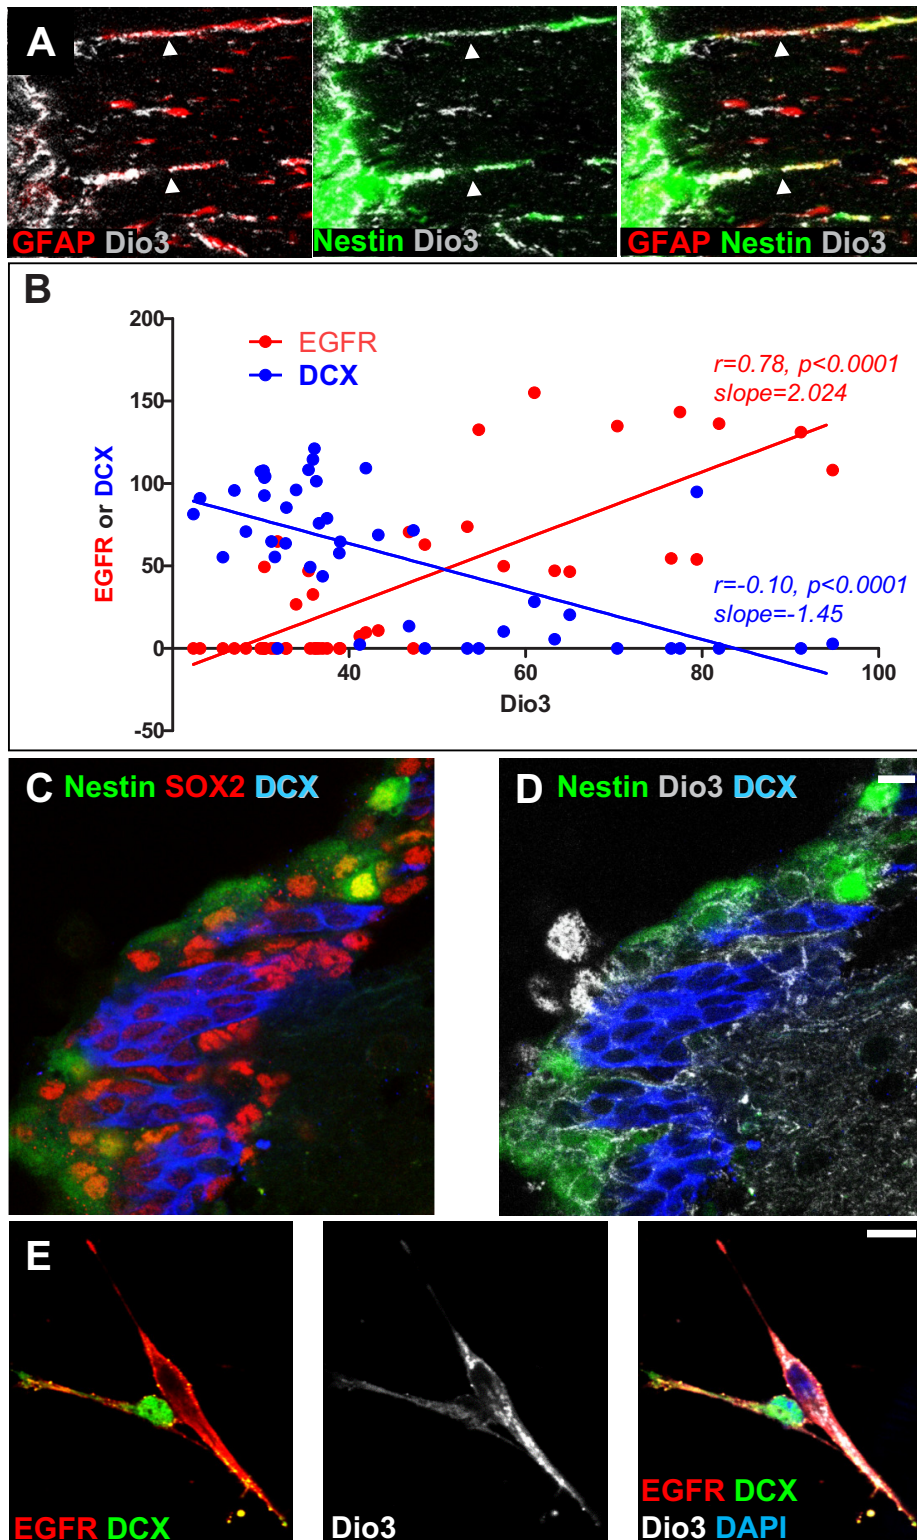 A
GFAP Dio3
Nestin Dio3
GFAP Nestin Dio3
B
200
150
100
50
0
-50
EGFR or DCX
EGFR
DCX
r=0.78, p<0.0001
slope=2.024
r=-0.10, p<0.0001
slope=-1.45
40
60
80
100
Dio3
C Nestin SOX2 DCX
D Nestin Dio3 DCX
E
EGFR DCX
Dio3
EGFR DCX
Dio3 DAPI